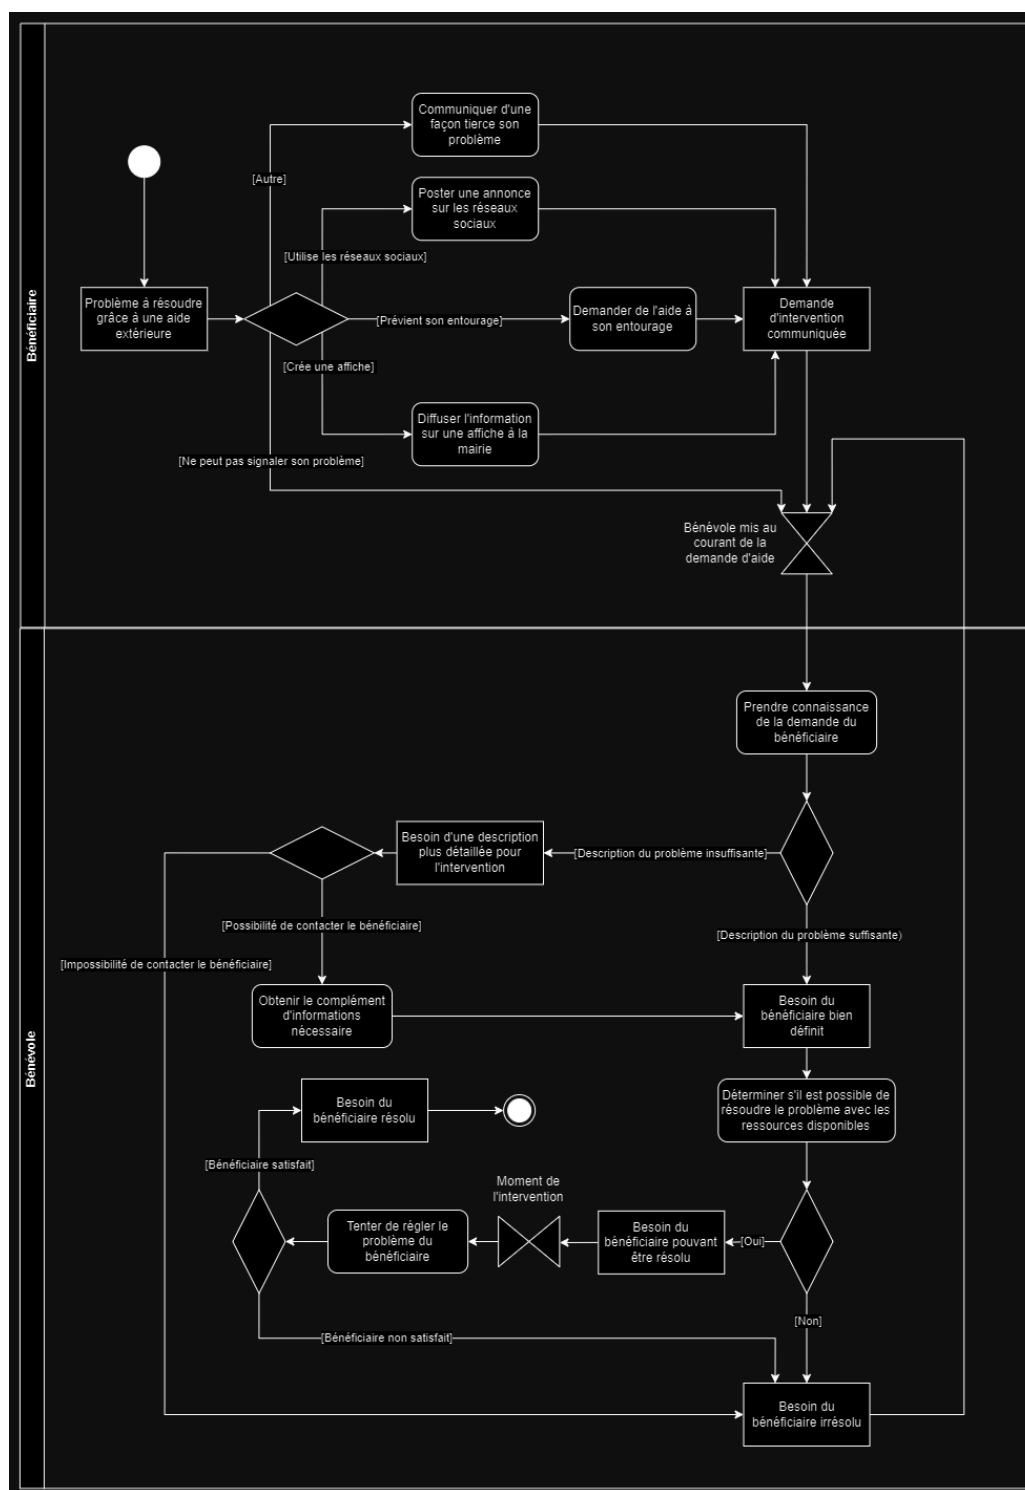 Bénéficiaire
Communiquer d'une
façon tierce son
problème
[Autre]
Poster une annonce
sur les réseaux
sociaux
[Utilise les réseaux sociaux]
Problème à résoudre
grâce à une aide
extérieure
[Prévient son entourage]
Demander de l'aide à
son entourage
Demande
d'intervention
communiquée
[Crée une affiche]
Diffuser l'information
sur une affiche à la
mairie
[Ne peut pas signaler son problème]
Bénévole mis au
courant de la
demande d'aide
Bénévole
Prendre connaissance
de la demande du
bénéficiaire
Besoin d'une description
plus détaillée pour
l'intervention
[Description du problème insuffisante]
[Possibilité de contacter le bénéficiaire]
[Description du problème suffisante)
[Impossibilité de contacter le bénéficiaire]
Obtenir le complément
d'informations
nécessaire
Besoin du
bénéficiaire bien
définit
Besoin du
bénéficiaire résolu
Déterminer s'il est possible de
résoudre le problème avec les
ressources disponibles
[Bénéficiaire satisfait]
Moment de
l'intervention
Tenter de règler le
problème du
bénéficiaire
Besoin du
bénéficiaire pouvant
être résolu
[Oui]
[Non]
[Bénéficiaire non satisfait]
Besoin du
bénéficiaire irrésolu